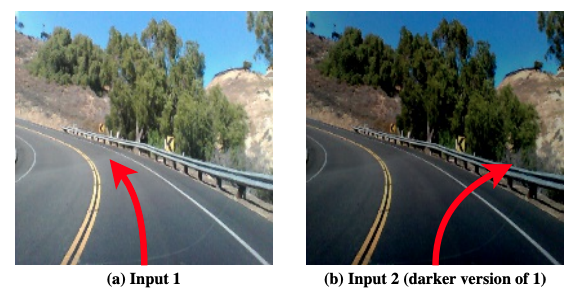 (a) Input 1
(b) Input 2 (darker version of 1)